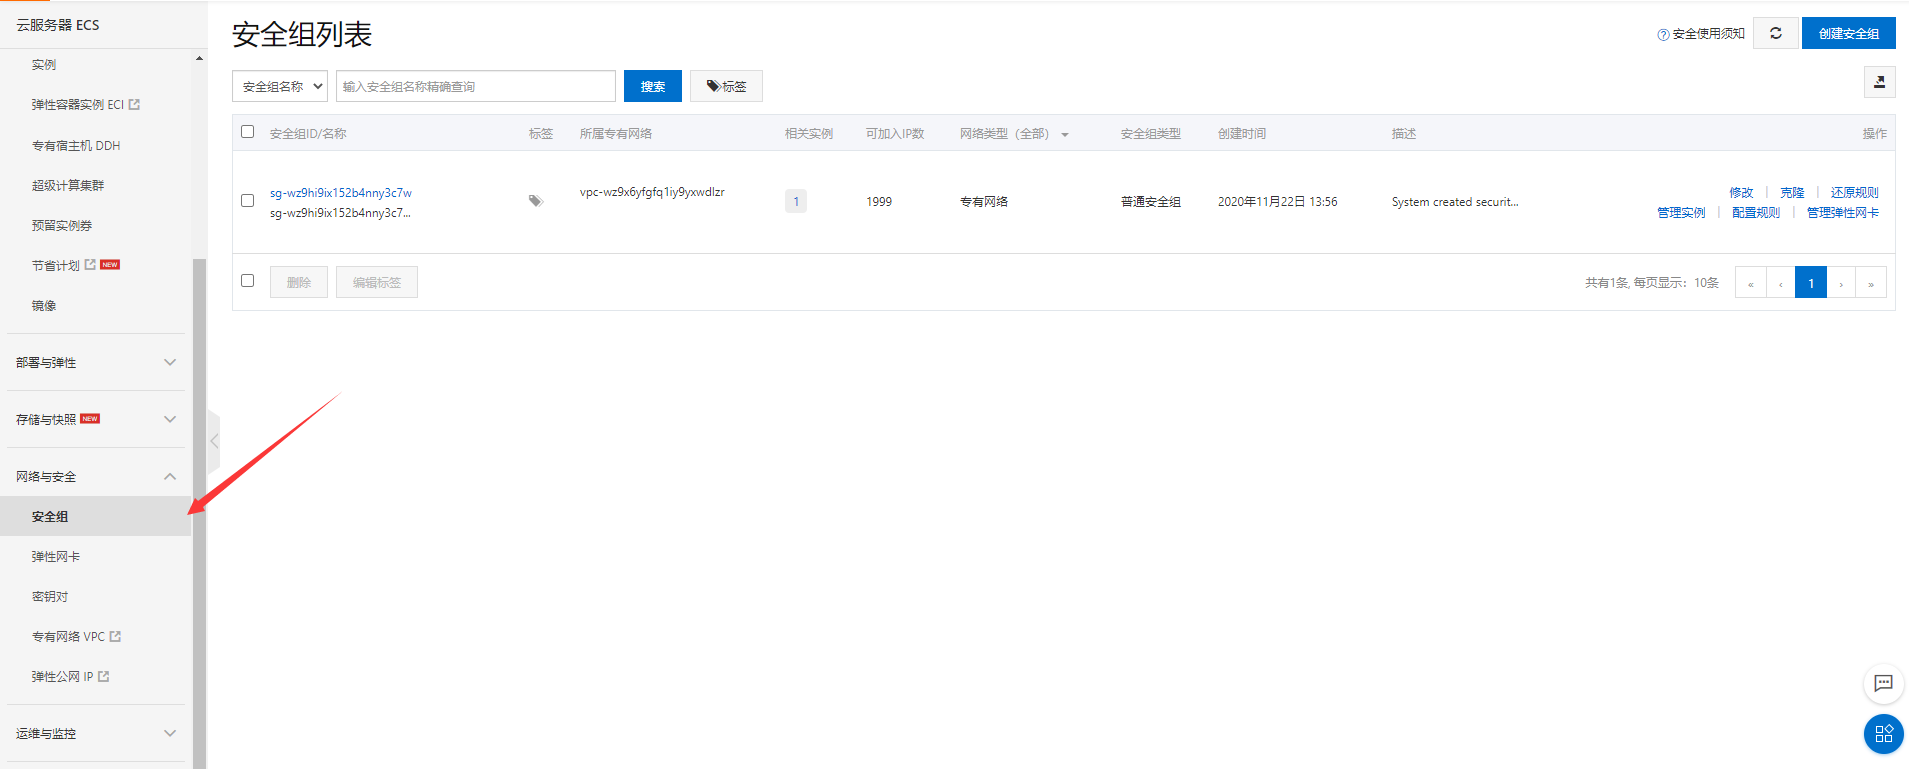 云服务器 ECS
实例
弹性容器实例 ECI
专有宿主机 DDH
超级计算集群
预留实例券
节省计划 NEW
镜像
部署与弹性
存储与快照 NEW
网络与安全
安全组
弹性网卡
密钥对
专有网络 VPC
弹性公网 IP
运维与监控
安全组列表
安全使用须知
创建安全组
安全组名称 输入安全组名称精确查询 搜索 标签
安全组ID/名称 标签 所属专有网络 相关实例 可加入IP数 网络类型（全部） 安全组类型 创建时间 描述 操作
sg-wz9hi9ix152b4nny3c7w
sg-wz9hi9ix152b4nny3c7...
vpc-wz9x6yfgfq1iy9yxwdlzr
1
1999
专有网络
普通安全组
2020年11月22日 13:56
System created securit...
修改 | 克隆 | 还原规则
管理实例 | 配置规则 | 管理弹性网卡
删除 编辑标签 共有1条, 每页显示：10条 « ‹ 1 › »